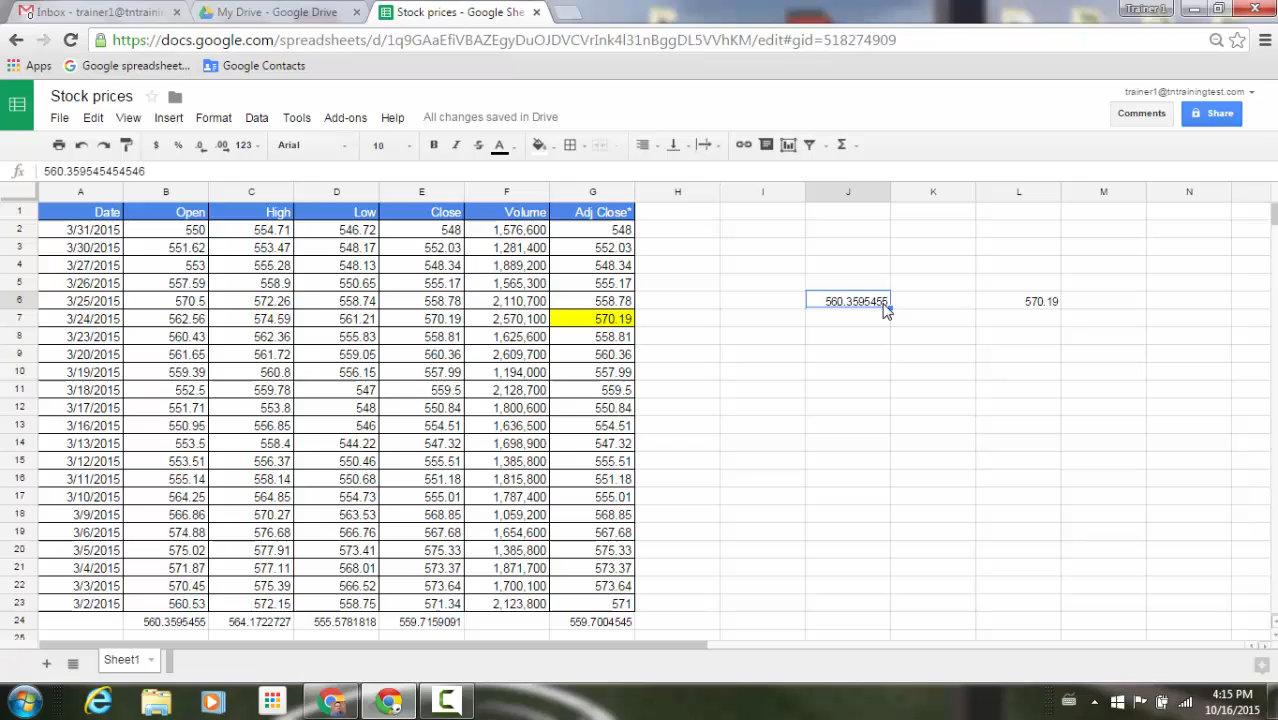 Inbox - trainer1@tntraining
My Drive - Google Drive
Stock prices - Google She
Trainer 1
https://docs.google.com/spreadsheets/d/1q9GAaEfiVBAZEgyDuOJDVCVrInk4l31nBggDL5VVhKM/edit#gid=518274909
Apps Google spreadsheet... Google Contacts
Stock prices
trainer1@tntrainingtest.com
File Edit View Insert Format Data Tools Add-ons Help All changes saved in Drive
Comments Share
$ % .0 .00 123 Arial 10 B I S A Σ
fx 560.359545454546
A B C D E F G H I J K L M N
1 Date Open High Low Close Volume Adj Close*
2 3/31/2015 550 554.71 546.72 548 1,576,600 548
3 3/30/2015 551.62 553.47 548.17 552.03 1,281,400 552.03
4 3/27/2015 553 555.28 548.13 548.34 1,889,200 548.34
5 3/26/2015 557.59 558.9 550.65 555.17 1,565,300 555.17
6 3/25/2015 570.5 572.26 558.74 558.78 2,110,700 558.78 560.3595455 570.19
7 3/24/2015 562.56 574.59 561.21 570.19 2,570,100 570.19
8 3/23/2015 560.43 562.36 555.83 558.81 1,625,600 558.81
9 3/20/2015 561.65 561.72 559.05 560.36 2,609,700 560.36
10 3/19/2015 559.39 560.8 556.15 557.99 1,194,000 557.99
11 3/18/2015 552.5 559.78 547 559.5 2,128,700 559.5
12 3/17/2015 551.71 553.8 548 550.84 1,800,600 550.84
13 3/16/2015 550.95 556.85 546 554.51 1,636,500 554.51
14 3/13/2015 553.5 558.4 544.22 547.32 1,698,900 547.32
15 3/12/2015 553.51 556.37 550.46 555.51 1,385,800 555.51
16 3/11/2015 555.14 558.14 550.68 551.18 1,815,800 551.18
17 3/10/2015 564.25 564.85 554.73 555.01 1,787,400 555.01
18 3/9/2015 566.86 570.27 563.53 568.85 1,059,200 568.85
19 3/6/2015 574.88 576.68 566.76 567.68 1,654,600 567.68
20 3/5/2015 575.02 577.91 573.41 575.33 1,385,800 575.33
21 3/4/2015 571.87 577.11 568.01 573.37 1,871,700 573.37
22 3/3/2015 570.45 575.39 566.52 573.64 1,700,100 573.64
23 3/2/2015 560.53 572.15 558.75 571.34 2,123,800 571
24 560.3595455 564.1722727 555.5781818 559.7159091 559.7004545
25
Sheet1
4:15 PM
10/16/2015